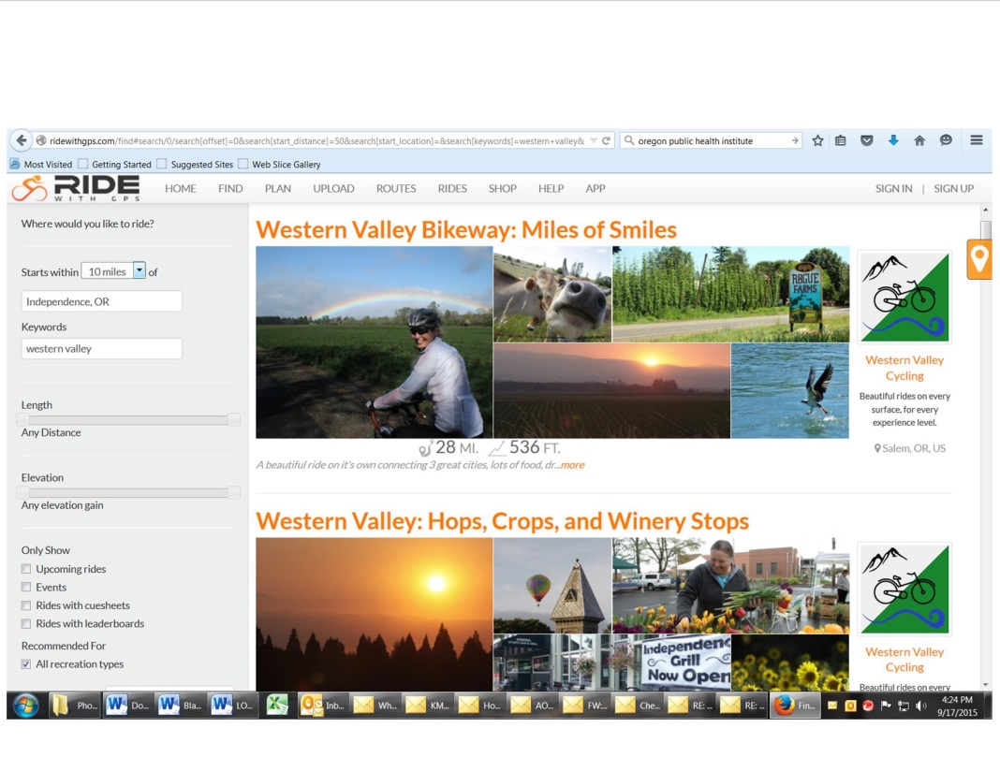 ridewithgps.com/find#search/0/search[offset]=0&search[start_distance]=50&search[start_location]=&search[keywords]=western+valley&
oregon public health institute
Most Visited Getting Started Suggested Sites Web Slice Gallery
RIDE
WITH GPS
HOME FIND PLAN UPLOAD ROUTES RIDES SHOP HELP APP SIGN IN | SIGN UP
Where would you like to ride?
Starts within 10 miles of
Independence, OR
Keywords
western valley
Length
Any Distance
Elevation
Any elevation gain
Only Show
Upcoming rides
Events
Rides with cuesheets
Rides with leaderboards
Recommended For
All recreation types
Western Valley Bikeway: Miles of Smiles
ROGUE
FARMS
28 MI. 536 FT.
A beautiful ride on it's own connecting 3 great cities, lots of food, dr...more
Western Valley
Cycling
Beautiful rides on every
surface, for every
experience level.
Salem, OR, US
Western Valley: Hops, Crops, and Winery Stops
Independence
Grill
Now Open
Western Valley
Cycling
Beautiful rides on every
Pho... Do... Bla... LO... Inb... Wh... KM... Ho... AO... FW:... Che... RE: ... RE: ... Fin...
4:24 PM
9/17/2015